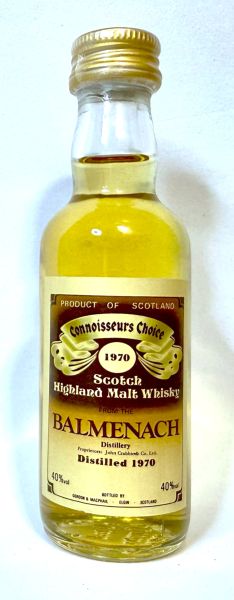 PRODUCT OF SCOTLAND
Connoisseurs Choice
1970
Scotch
Highland Malt Whisky
FROM THE
BALMENACH
Distillery
Proprietors: John Crabbie & Co. Ltd.
Distilled 1970
40%vol 40%vol
BOTTLED BY
GORDON & MACPHAIL · ELGIN · SCOTLAND